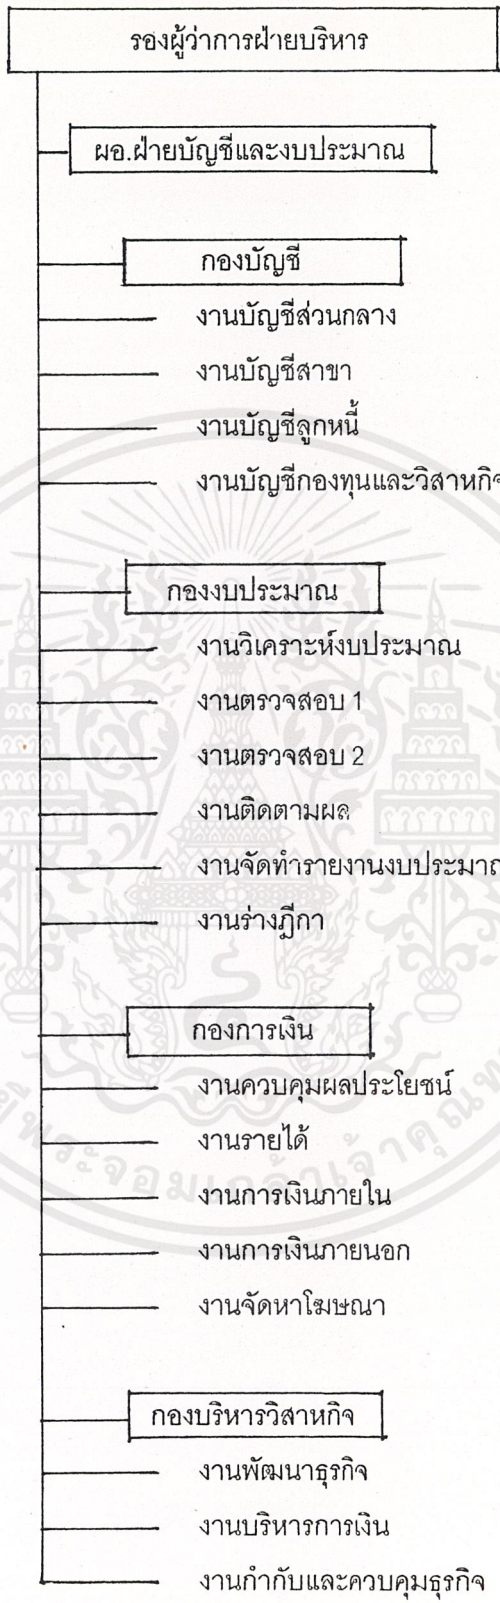 รองผู้ว่าการฝ่ายบริหาร
ผอ.ฝ่ายบัญชีและงบประมาณ
กองบัญชี
งานบัญชีส่วนกลาง
งานบัญชีสาขา
งานบัญชีลูกหนี้
งานบัญชีกองทุนและวิสาหกิจ
กองงบประมาณ
งานวิเคราะห์งบประมาณ
งานตรวจสอบ 1
งานตรวจสอบ 2
งานติดตามผล
งานจัดทำรายงานงบประมาณ
งานร่างฎีกา
กองการเงิน
งานควบคุมผลประโยชน์
งานรายได้
งานการเงินภายใน
งานการเงินภายนอก
งานจัดหาโฆษณา
กองบริหารวิสาหกิจ
งานพัฒนาธุรกิจ
งานบริหารการเงิน
งานกำกับและควบคุมธุรกิจ